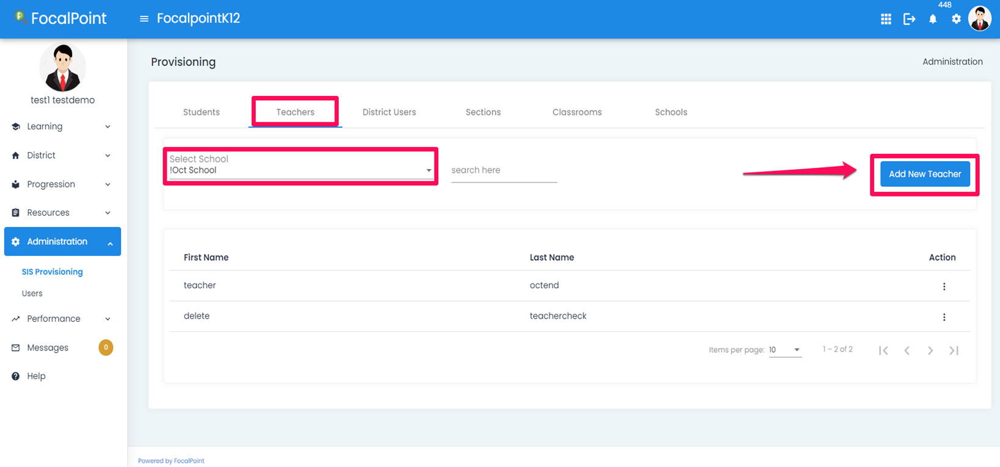 FocalPoint
FocalpointK12
448
test1 testdemo
Learning
District
Progression
Resources
Administration
SIS Provisioning
Users
Performance
Messages
0
Help
Provisioning
Administration
Students
Teachers
District Users
Sections
Classrooms
Schools
Select School
!Oct School
search here
Add New Teacher
First Name Last Name Action
teacher octend
delete teachercheck
Items per page: 10 1 – 2 of 2
Powered by FocalPoint